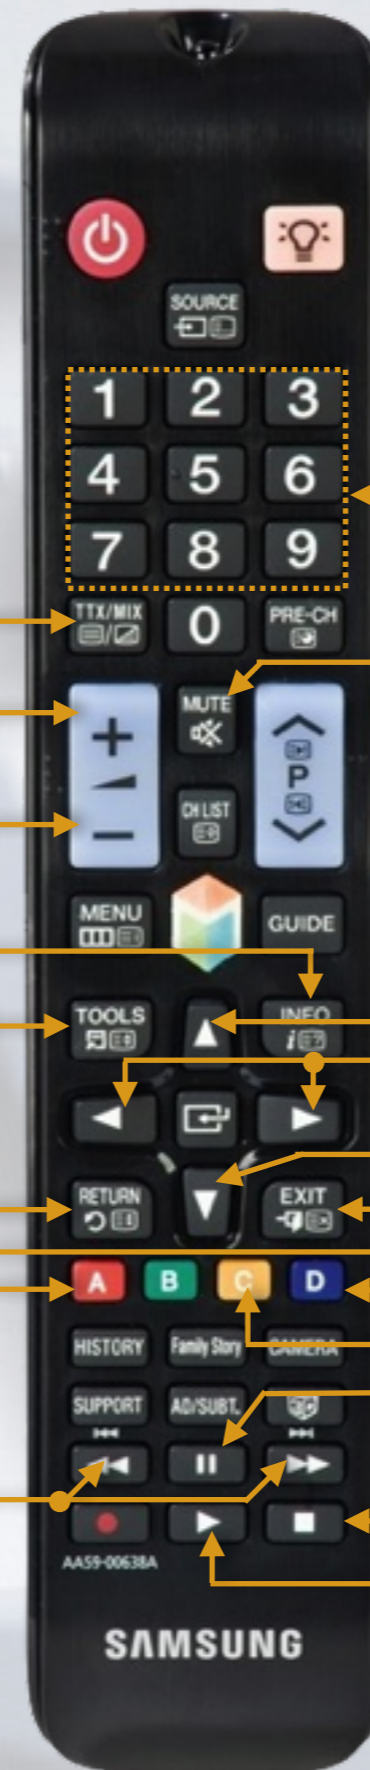 SOURCE
1 2 3
4 5 6
7 8 9
TTX/MIX 0 PRE-CH
MUTE
P
CH LIST
MENU GUIDE
TOOLS INFO
RETURN EXIT
A B C D
HISTORY Family Story CAMERA
SUPPORT AD/SUBT.
AA59-00638A
SAMSUNG